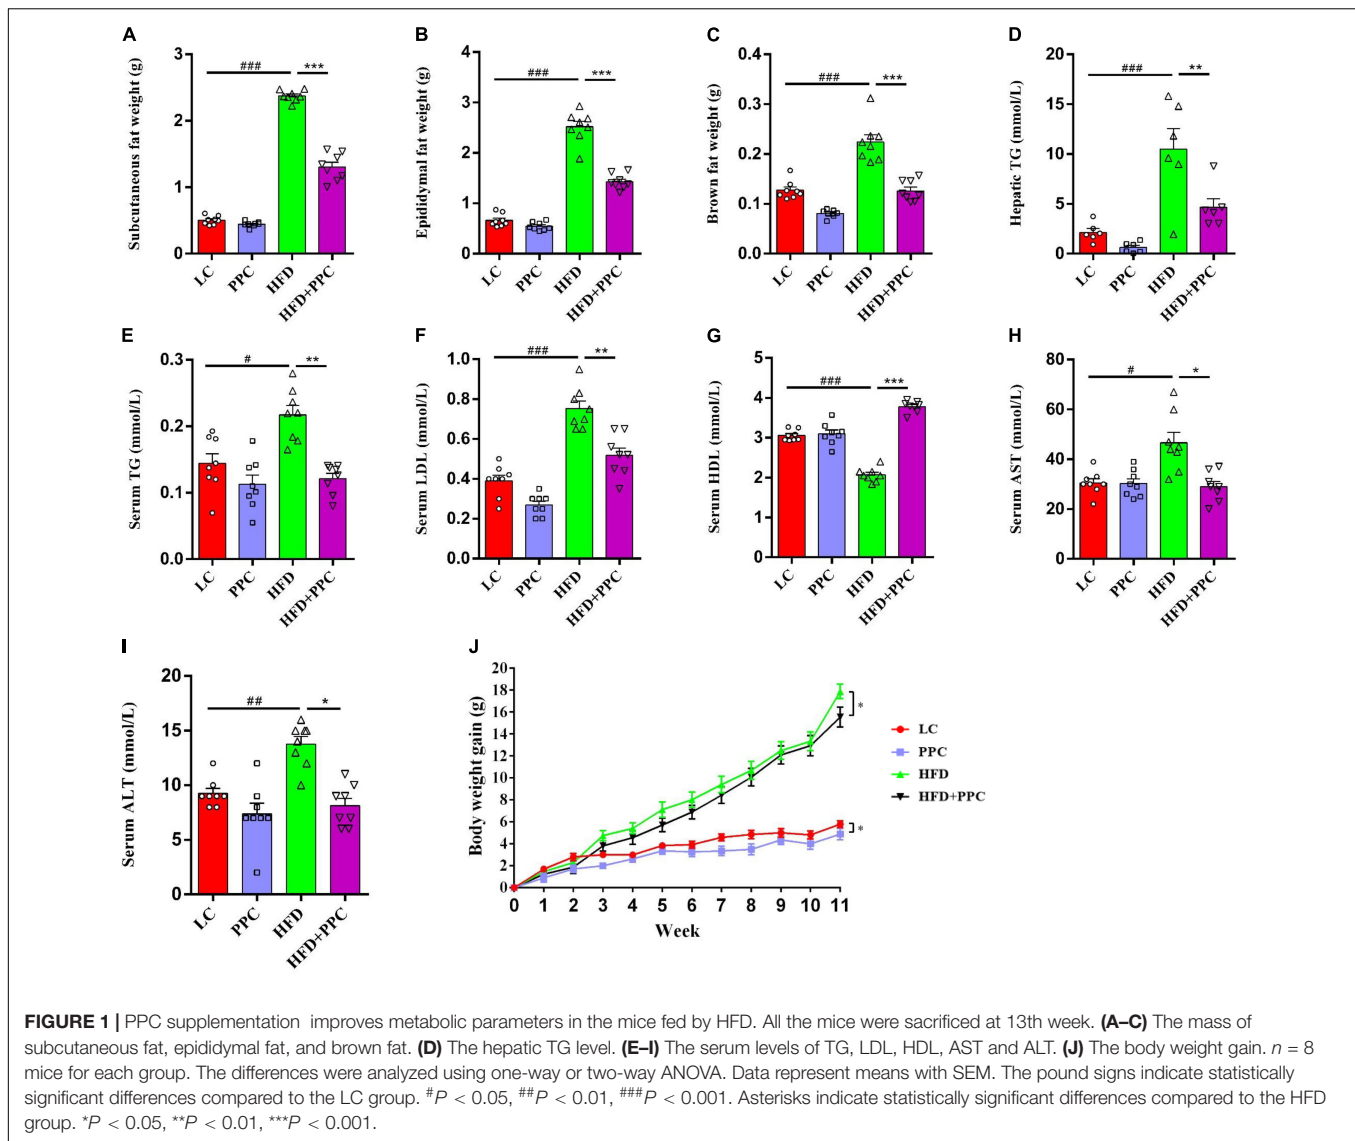 A
Subcutaneous fat weight (g)
3
2
1
0
###
***
LC
PPC
HFD
HFD+PPC
B
Epididymal fat weight (g)
4
3
2
1
0
###
***
LC
PPC
HFD
HFD+PPC
C
Brown fat weight (g)
0.4
0.3
0.2
0.1
0.0
###
***
LC
PPC
HFD
HFD+PPC
D
Hepatic TG (mmol/L)
20
15
10
5
0
###
**
LC
PPC
HFD
HFD+PPC
E
Serum TG (mmol/L)
0.3
0.2
0.1
0.0
#
**
LC
PPC
HFD
HFD+PPC
F
Serum LDL (mmol/L)
1.0
0.8
0.6
0.4
0.2
0.0
###
**
LC
PPC
HFD
HFD+PPC
G
Serum HDL (mmol/L)
5
4
3
2
1
0
###
***
LC
PPC
HFD
HFD+PPC
H
Serum AST (mmol/L)
80
60
40
20
0
#
*
LC
PPC
HFD
HFD+PPC
I
Serum ALT (mmol/L)
20
15
10
5
0
##
*
LC
PPC
HFD
HFD+PPC
J
Body weight gain (g)
20
18
16
14
12
10
8
6
4
2
0
0 1 2 3 4 5 6 7 8 9 10 11
Week
*
*
LC
PPC
HFD
HFD+PPC
FIGURE 1 | PPC supplementation improves metabolic parameters in the mice fed by HFD. All the mice were sacrificed at 13th week. (A–C) The mass of
subcutaneous fat, epididymal fat, and brown fat. (D) The hepatic TG level. (E–I) The serum levels of TG, LDL, HDL, AST and ALT. (J) The body weight gain. n = 8
mice for each group. The differences were analyzed using one-way or two-way ANOVA. Data represent means with SEM. The pound signs indicate statistically
significant differences compared to the LC group. #P < 0.05, ##P < 0.01, ###P < 0.001. Asterisks indicate statistically significant differences compared to the HFD
group. *P < 0.05, **P < 0.01, ***P < 0.001.